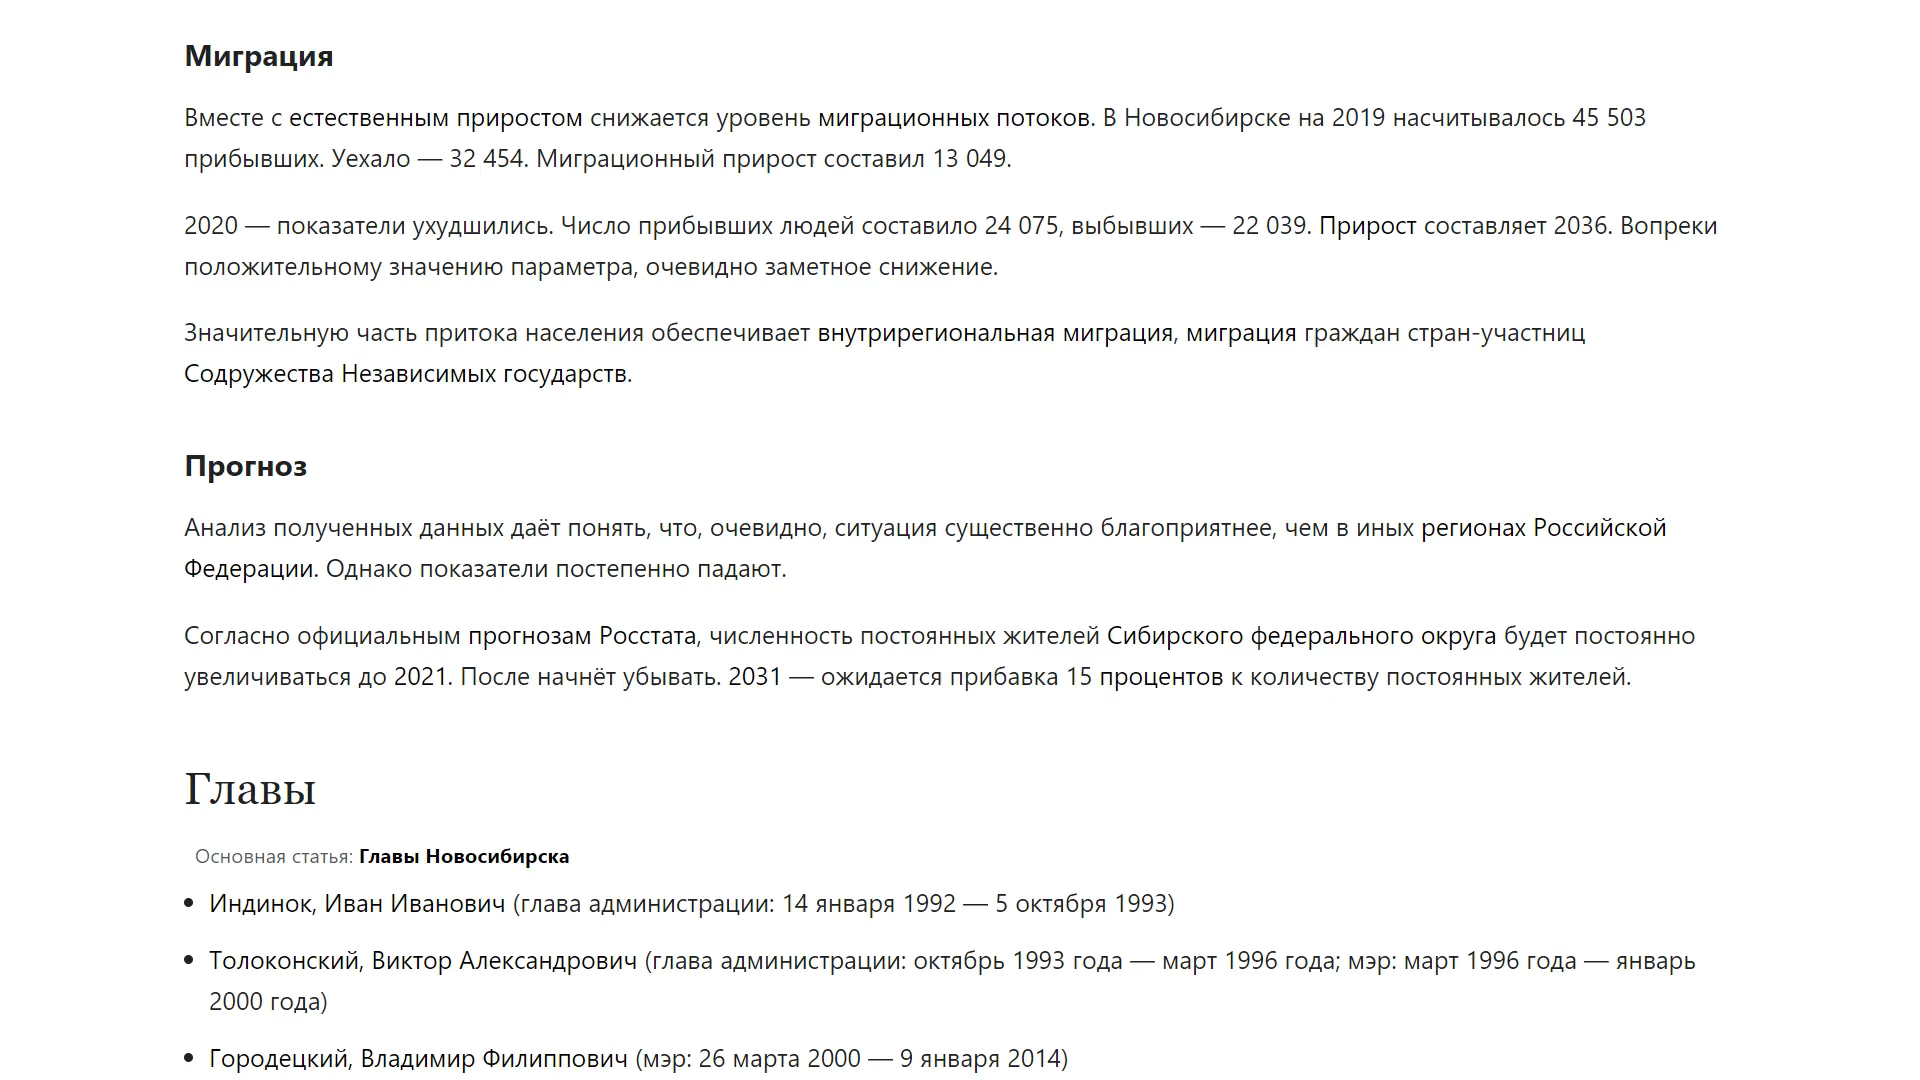 Миграция
Вместе с естественным приростом снижается уровень миграционных потоков. В Новосибирске на 2019 насчитывалось 45 503
прибывших. Уехало — 32 454. Миграционный прирост составил 13 049.
2020 — показатели ухудшились. Число прибывших людей составило 24 075, выбывших — 22 039. Прирост составляет 2036. Вопреки
положительному значению параметра, очевидно заметное снижение.
Значительную часть притока населения обеспечивает внутрирегиональная миграция, миграция граждан стран-участниц
Содружества Независимых государств.
Прогноз
Анализ полученных данных даёт понять, что, очевидно, ситуация существенно благоприятнее, чем в иных регионах Российской
Федерации. Однако показатели постепенно падают.
Согласно официальным прогнозам Росстата, численность постоянных жителей Сибирского федерального округа будет постоянно
увеличиваться до 2021. После начнёт убывать. 2031 — ожидается прибавка 15 процентов к количеству постоянных жителей.
Главы
Основная статья: Главы Новосибирска
• Индинок, Иван Иванович (глава администрации: 14 января 1992 — 5 октября 1993)
• Толоконский, Виктор Александрович (глава администрации: октябрь 1993 года — март 1996 года; мэр: март 1996 года — январь
2000 года)
• Городецкий, Владимир Филиппович (мэр: 26 марта 2000 — 9 января 2014)